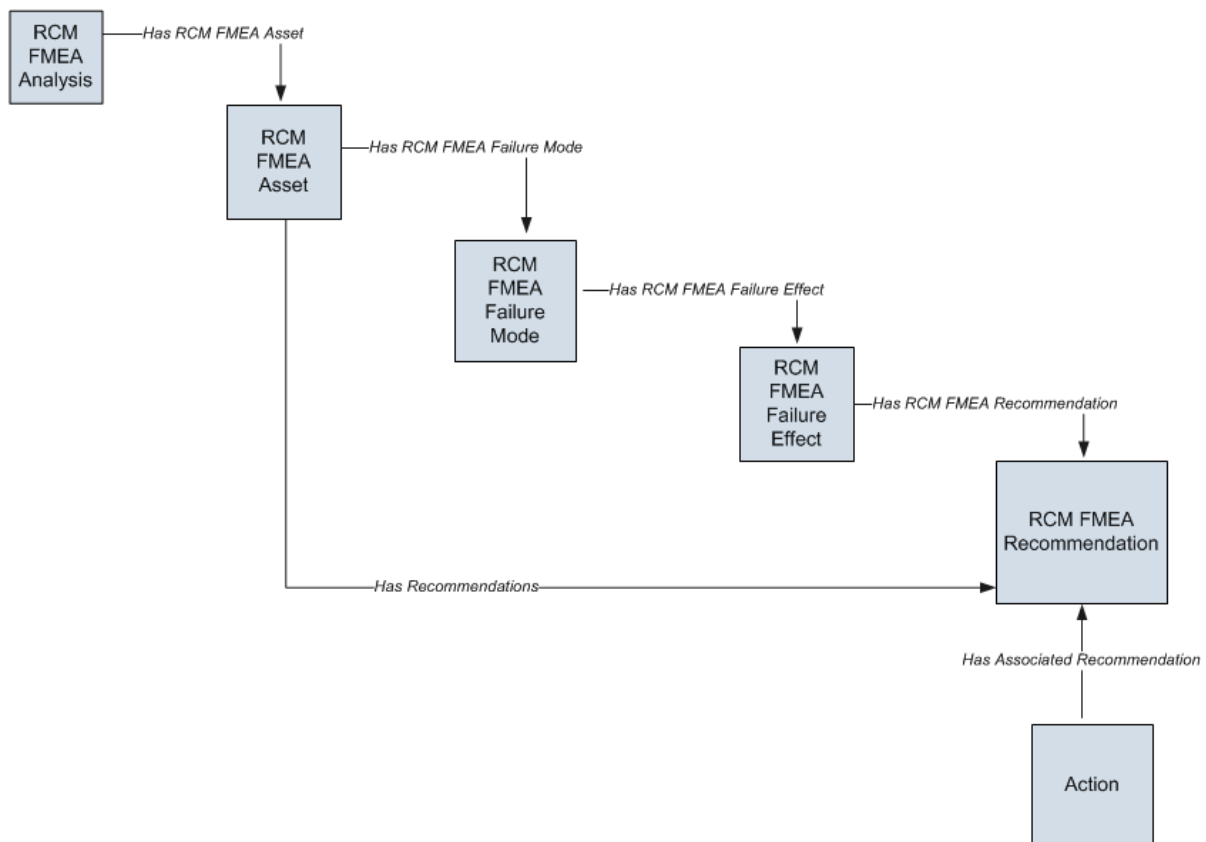 RCM
FMEA
Analysis
Has RCM FMEA Asset
RCM
FMEA
Asset
Has RCM FMEA Failure Mode
RCM
FMEA
Failure
Mode
Has RCM FMEA Failure Effect
RCM
FMEA
Failure
Effect
Has RCM FMEA Recommendation
RCM FMEA
Recommendation
Has Recommendations
Has Associated Recommendation
Action